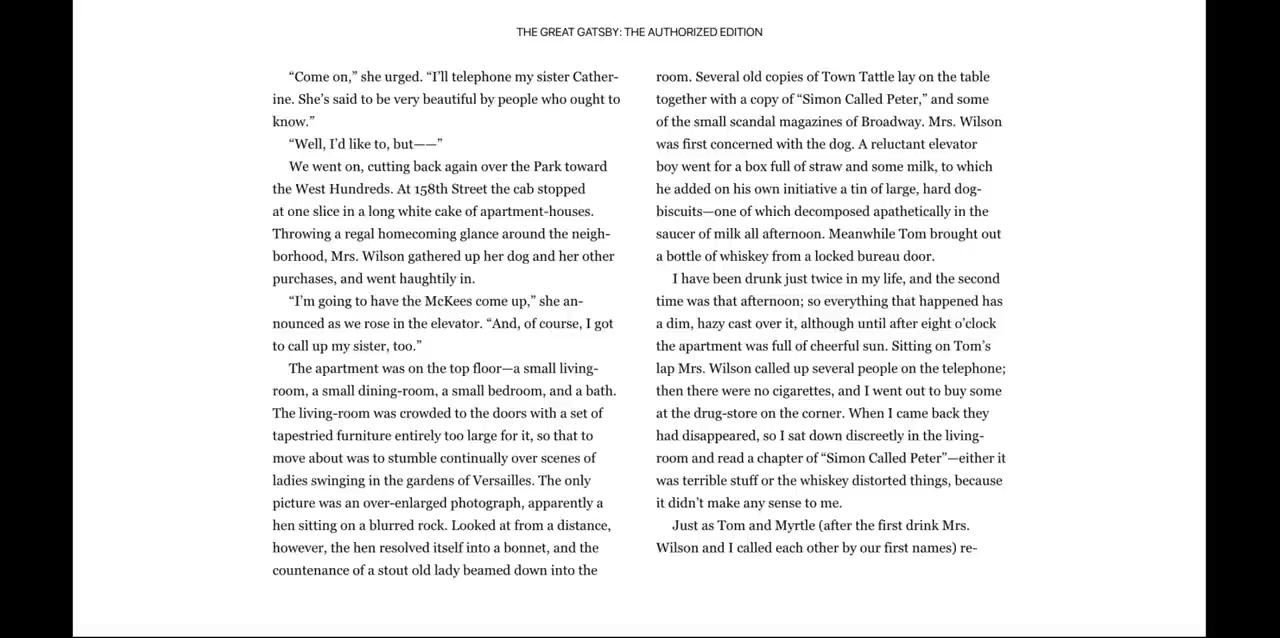 THE GREAT GATSBY: THE AUTHORIZED EDITION
“Come on,” she urged. “I’ll telephone my sister Cather-
ine. She’s said to be very beautiful by people who ought to
know.”
“Well, I’d like to, but——”
We went on, cutting back again over the Park toward
the West Hundreds. At 158th Street the cab stopped
at one slice in a long white cake of apartment-houses.
Throwing a regal homecoming glance around the neigh-
borhood, Mrs. Wilson gathered up her dog and her other
purchases, and went haughtily in.
“I’m going to have the McKees come up,” she an-
nounced as we rose in the elevator. “And, of course, I got
to call up my sister, too.”
The apartment was on the top floor—a small living-
room, a small dining-room, a small bedroom, and a bath.
The living-room was crowded to the doors with a set of
tapestried furniture entirely too large for it, so that to
move about was to stumble continually over scenes of
ladies swinging in the gardens of Versailles. The only
picture was an over-enlarged photograph, apparently a
hen sitting on a blurred rock. Looked at from a distance,
however, the hen resolved itself into a bonnet, and the
countenance of a stout old lady beamed down into the
room. Several old copies of Town Tattle lay on the table
together with a copy of “Simon Called Peter,” and some
of the small scandal magazines of Broadway. Mrs. Wilson
was first concerned with the dog. A reluctant elevator
boy went for a box full of straw and some milk, to which
he added on his own initiative a tin of large, hard dog-
biscuits—one of which decomposed apathetically in the
saucer of milk all afternoon. Meanwhile Tom brought out
a bottle of whiskey from a locked bureau door.
I have been drunk just twice in my life, and the second
time was that afternoon; so everything that happened has
a dim, hazy cast over it, although until after eight o’clock
the apartment was full of cheerful sun. Sitting on Tom’s
lap Mrs. Wilson called up several people on the telephone;
then there were no cigarettes, and I went out to buy some
at the drug-store on the corner. When I came back they
had disappeared, so I sat down discreetly in the living-
room and read a chapter of “Simon Called Peter”—either it
was terrible stuff or the whiskey distorted things, because
it didn’t make any sense to me.
Just as Tom and Myrtle (after the first drink Mrs.
Wilson and I called each other by our first names) re-